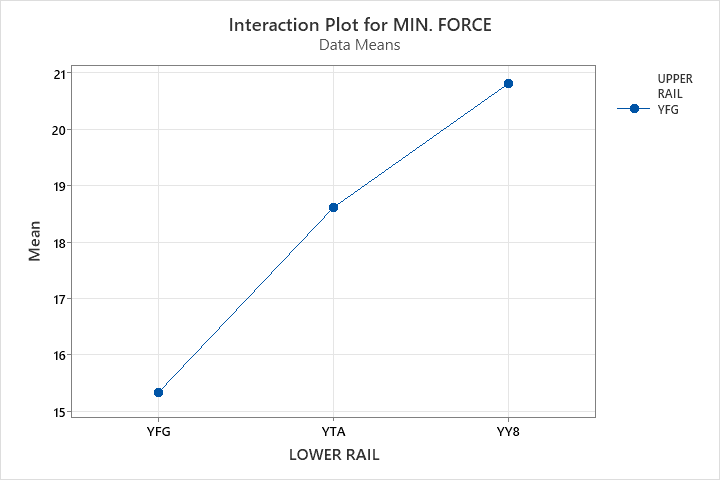 Interaction Plot for MIN. FORCE
Data Means
21
20
19
18
17
16
15
Mean
YFG
YTA
YY8
LOWER RAIL
UPPER
RAIL
YFG